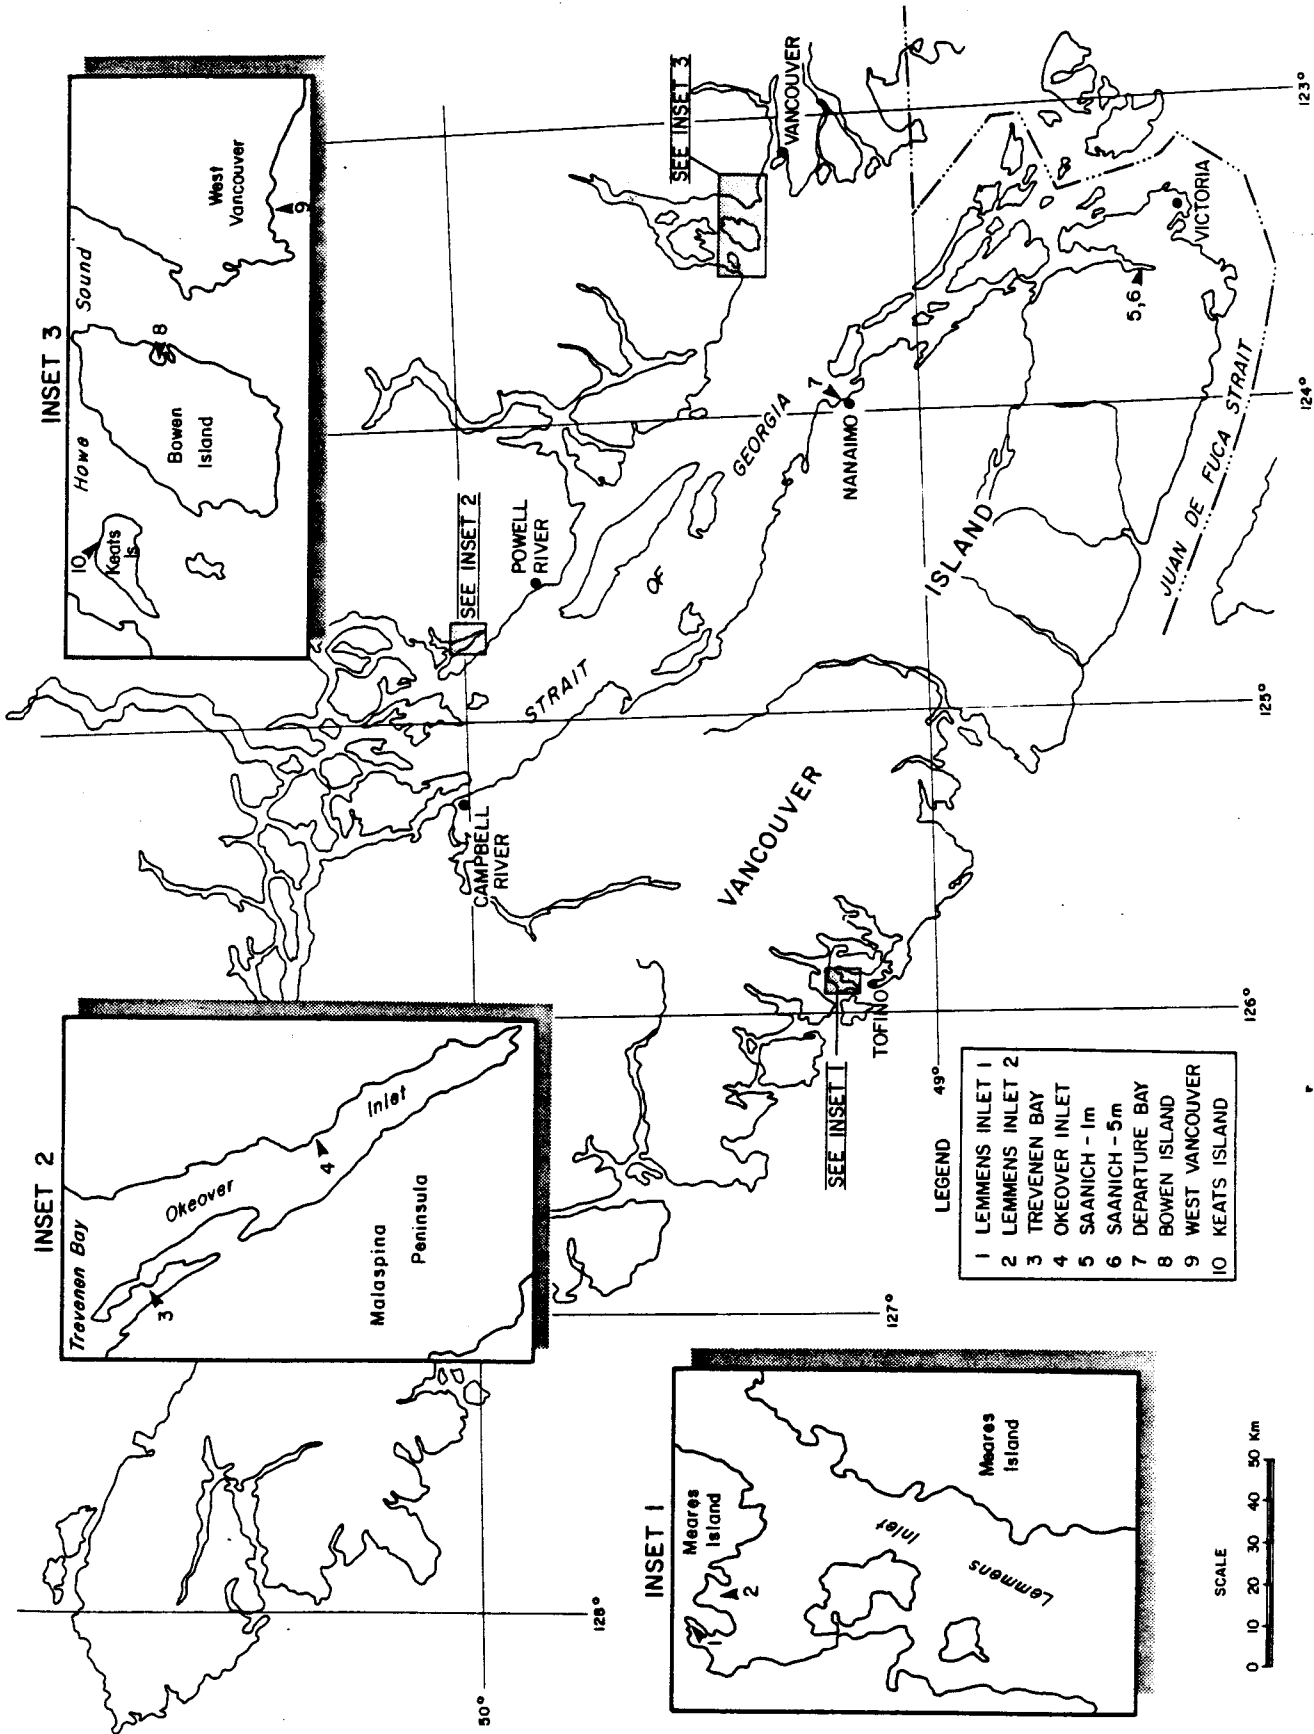 INSET 1
Meares
Island
1
2
Lemmens
Inlet
Meares
Island
INSET 2
Trevenen Bay
Okeover
Inlet
3
4
Malaspina
Peninsula
INSET 3
Howe Sound
10
Keats
Is.
Bowen
Island
8
West
Vancouver
9
SEE INSET 1
SEE INSET 2
SEE INSET 3
CAMPBELL
RIVER
POWELL
RIVER
VANCOUVER
STRAIT
OF
GEORGIA
7
NANAIMO
VANCOUVER
ISLAND
TOFINO
5,6
VICTORIA
JUAN DE FUCA STRAIT
50°
49°
128°
127°
126°
125°
124°
123°
LEGEND
1 LEMMENS INLET 1
2 LEMMENS INLET 2
3 TREVENEN BAY
4 OKEOVER INLET
5 SAANICH - 1m
6 SAANICH - 5m
7 DEPARTURE BAY
8 BOWEN ISLAND
9 WEST VANCOUVER
10 KEATS ISLAND
SCALE
0 10 20 30 40 50 Km